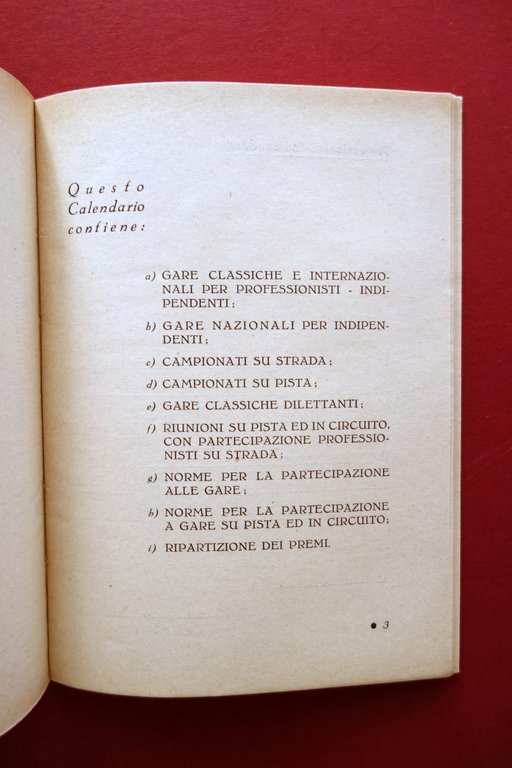 Questo
Calendario
contiene:
a) GARE CLASSICHE E INTERNAZIO-
NALI PER PROFESSIONISTI - INDI-
PENDENTI;
b) GARE NAZIONALI PER INDIPEN-
DENTI;
c) CAMPIONATI SU STRADA;
d) CAMPIONATI SU PISTA;
e) GARE CLASSICHE DILETTANTI;
f) RIUNIONI SU PISTA ED IN CIRCUITO,
CON PARTECIPAZIONE PROFESSIO-
NISTI SU STRADA;
g) NORME PER LA PARTECIPAZIONE
ALLE GARE;
h) NORME PER LA PARTECIPAZIONE
A GARE SU PISTA ED IN CIRCUITO;
i) RIPARTIZIONE DEI PREMI.
• 3